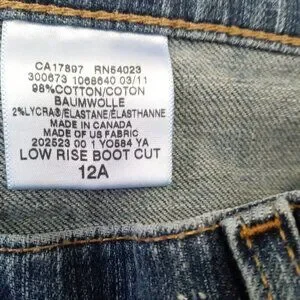 CA17897 RN54023
300673 1068640 03/11
98%COTTON/COTON
BAUMWOLLE
2%LYCRA®/ELASTANE/ELASTHANNE
MADE IN CANADA
MADE OF US FABRIC
202523 00 1 YO584 YA
LOW RISE BOOT CUT
12A